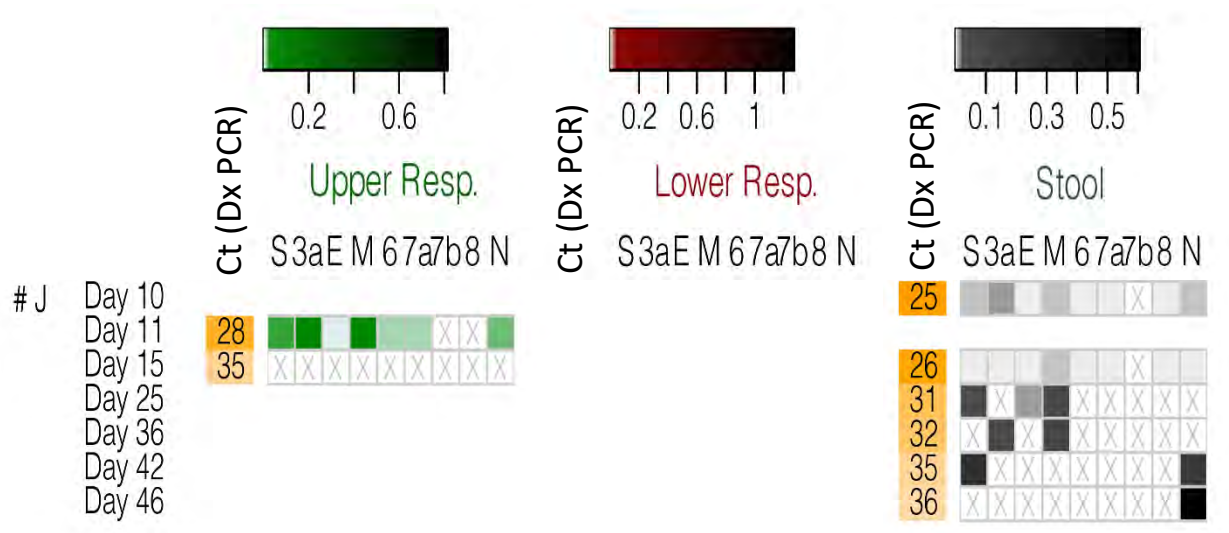 0.2 0.6
0.2 0.6 1
0.1 0.3 0.5
Ct (Dx PCR)
Upper Resp.
Ct (Dx PCR)
Lower Resp.
Ct (Dx PCR)
Stool
S 3a E M 6 7a 7b 8 N
S 3a E M 6 7a 7b 8 N
S 3a E M 6 7a 7b 8 N
# J Day 10 25 X
Day 11 28 X X
Day 15 35 X X X X X X X X X 26 X
Day 25 31 X X X X X X
Day 36 32 X X X X X X X
Day 42 35 X X X X X X X
Day 46 36 X X X X X X X X